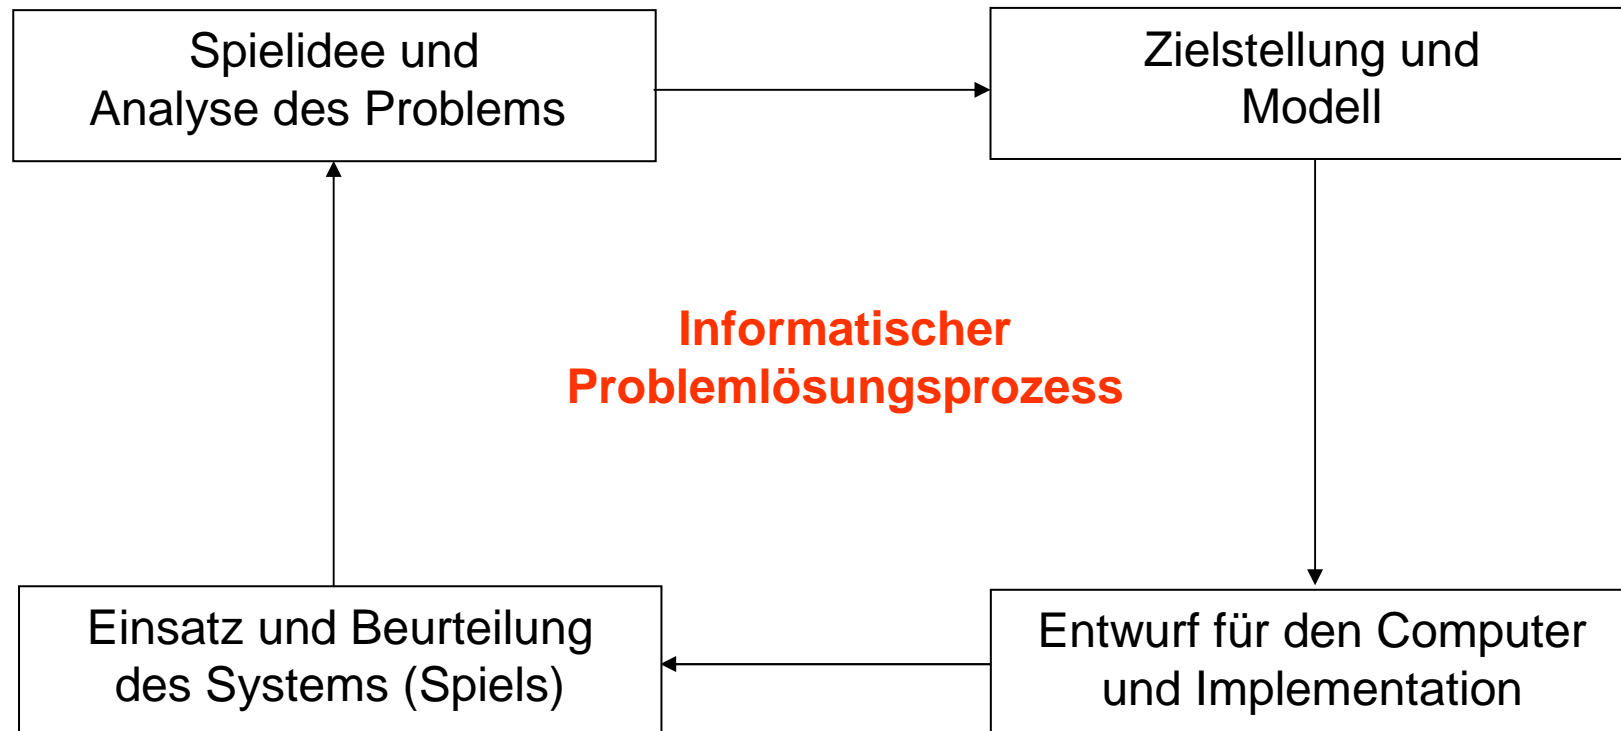 Spielidee und
Analyse des Problems
Zielstellung und
Modell
Informatischer
Problemlösungsprozess
Einsatz und Beurteilung
des Systems (Spiels)
Entwurf für den Computer
und Implementation